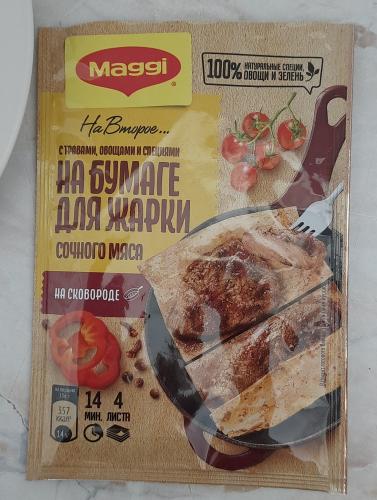 Maggi
100% НАТУРАЛЬНЫЕ СПЕЦИИ,
ОВОЩИ И ЗЕЛЕНЬ
На Второе...
С ТРАВАМИ, ОВОЩАМИ И СПЕЦИЯМИ
НА БУМАГЕ
ДЛЯ ЖАРКИ
СОЧНОГО МЯСА
НА СКОВОРОДЕ
357
14 4
МИН. ЛИСТА